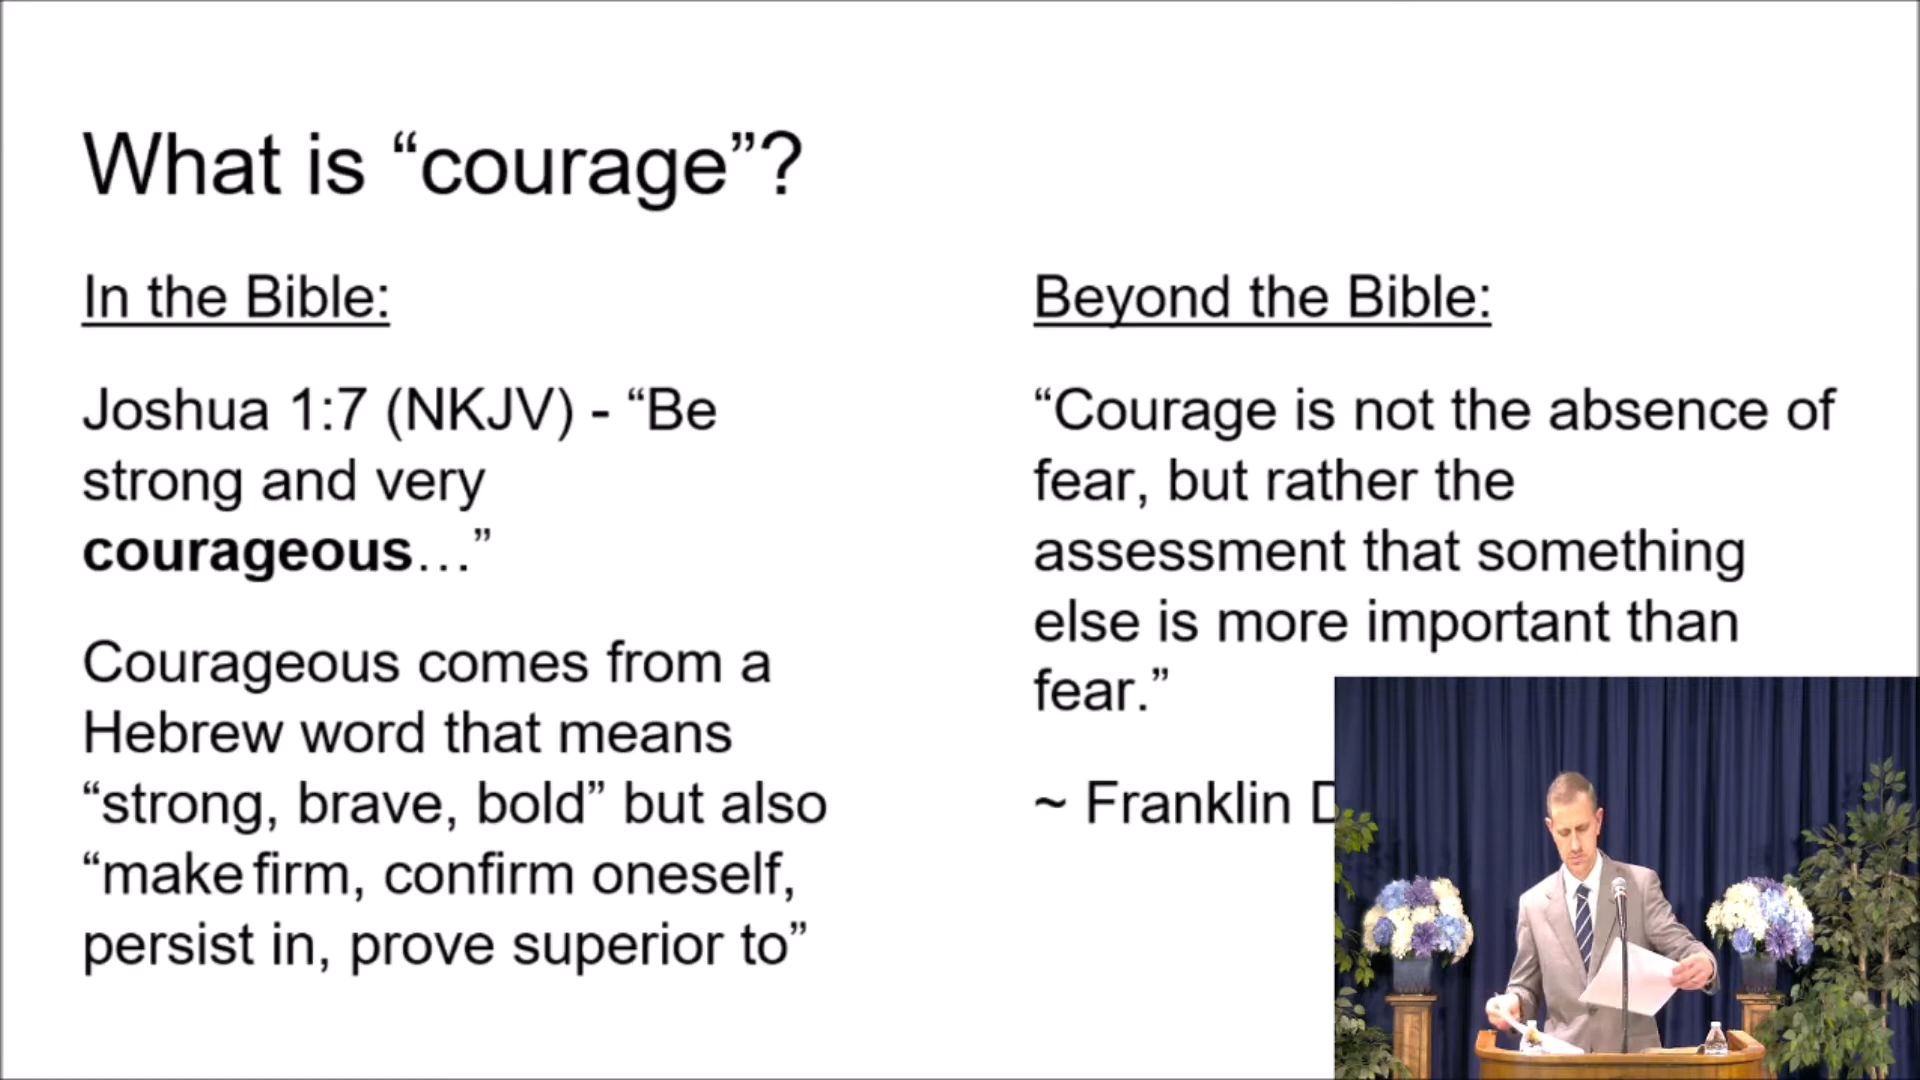 What is “courage”?
In the Bible:
Joshua 1:7 (NKJV) - “Be
strong and very
courageous…”
Courageous comes from a
Hebrew word that means
“strong, brave, bold” but also
“make firm, confirm oneself,
persist in, prove superior to”
Beyond the Bible:
“Courage is not the absence of
fear, but rather the
assessment that something
else is more important than
fear.”
~ Franklin